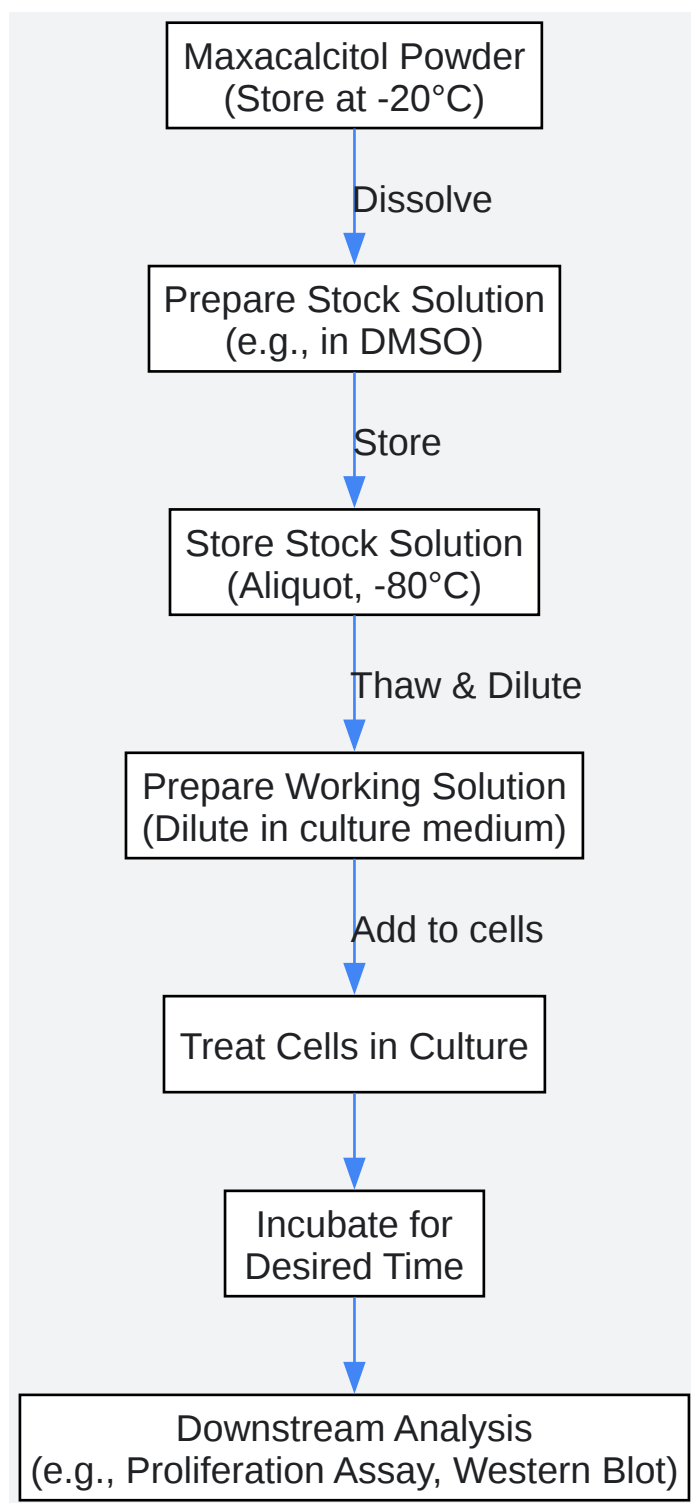 Maxacalcitol Powder
(Store at -20°C)
Dissolve
Prepare Stock Solution
(e.g., in DMSO)
Store
Store Stock Solution
(Aliquot, -80°C)
Thaw & Dilute
Prepare Working Solution
(Dilute in culture medium)
Add to cells
Treat Cells in Culture
Incubate for
Desired Time
Downstream Analysis
(e.g., Proliferation Assay, Western Blot)